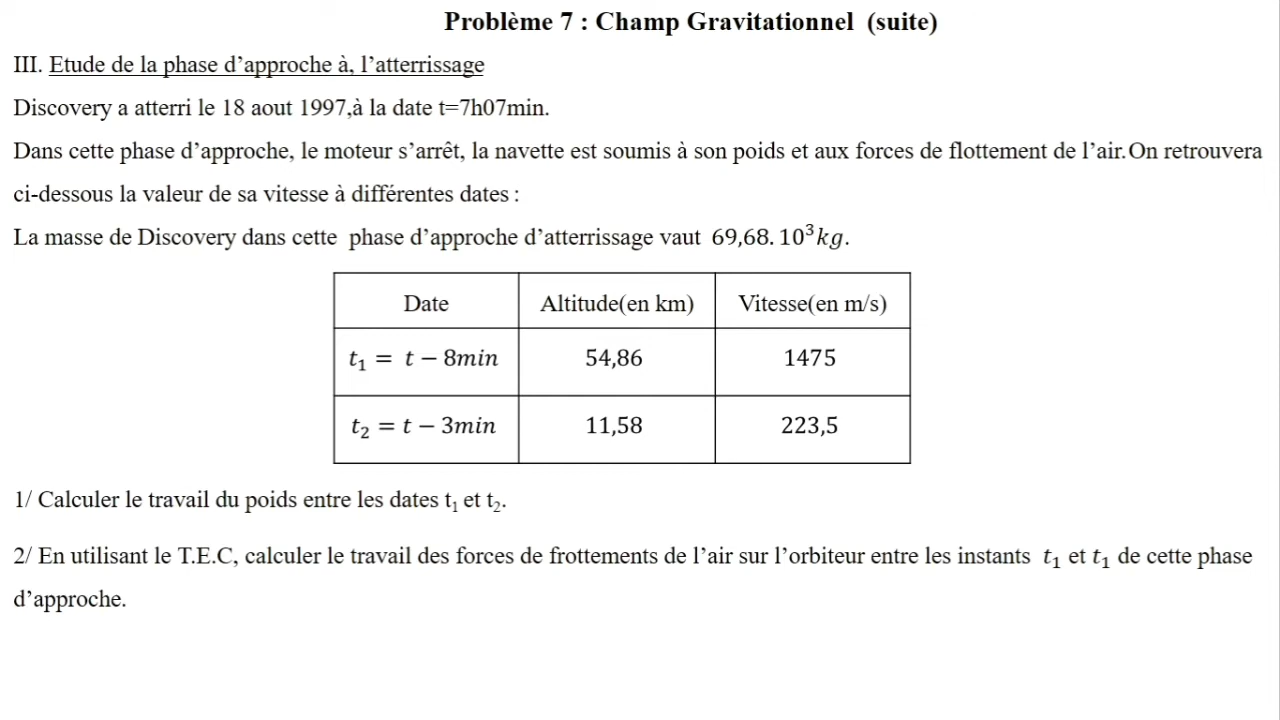 Problème 7 : Champ Gravitationnel (suite)
III. Etude de la phase d’approche à, l’atterrissage
Discovery a atterri le 18 aout 1997,à la date t=7h07min.
Dans cette phase d’approche, le moteur s’arrêt, la navette est soumis à son poids et aux forces de flottement de l’air.On retrouvera
ci-dessous la valeur de sa vitesse à différentes dates :
La masse de Discovery dans cette phase d’approche d’atterrissage vaut 69,68. 10³kg.
Date Altitude(en km) Vitesse(en m/s)
t₁ = t − 8min 54,86 1475
t₂ = t − 3min 11,58 223,5
1/ Calculer le travail du poids entre les dates t₁ et t₂.
2/ En utilisant le T.E.C, calculer le travail des forces de frottements de l’air sur l’orbiteur entre les instants t₁ et t₁ de cette phase
d’approche.